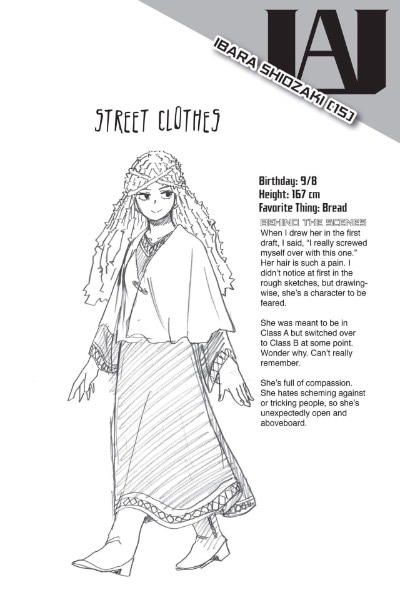 UA
IBARA SHIOZAKI (15)
STREET CLOTHES
Birthday: 9/8
Height: 167 cm
Favorite Thing: Bread
BEHIND THE SCENES
When I drew her in the first
draft, I said, "I really screwed
myself over with this one."
Her hair is such a pain. I
didn't notice at first in the
rough sketches, but drawing-
wise, she's a character to be
feared.
She was meant to be in
Class A but switched over
to Class B at some point.
Wonder why. Can't really
remember.
She's full of compassion.
She hates scheming against
or tricking people, so she's
unexpectedly open and
aboveboard.